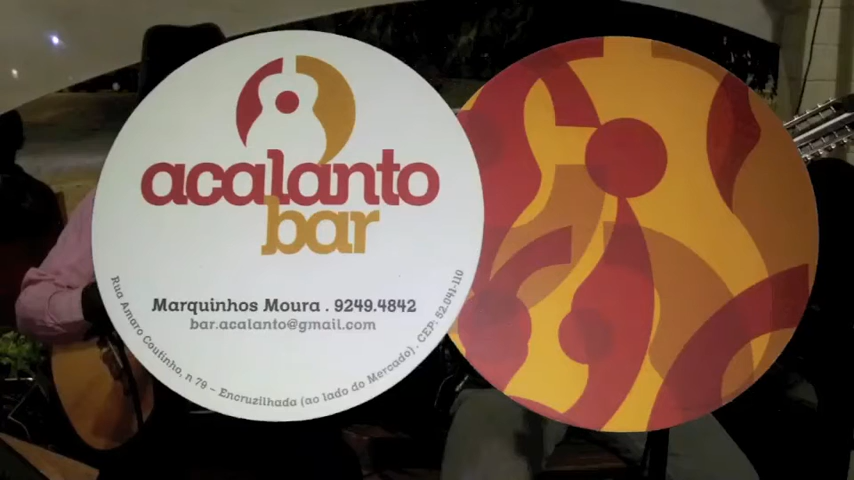 acalanto
bar
Marquinhos Moura . 9249.4842
bar.acalanto@gmail.com
Rua Amaro Coutinho, n 79 - Encruzilhada (ao lado do Mercado). CEP: 52.041-110